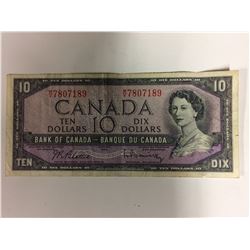 10 10
7807189 7807189
CANADA
TEN DOLLARS 10 DIX DOLLARS
BANK OF CANADA - BANQUE DU CANADA
TEN DIX